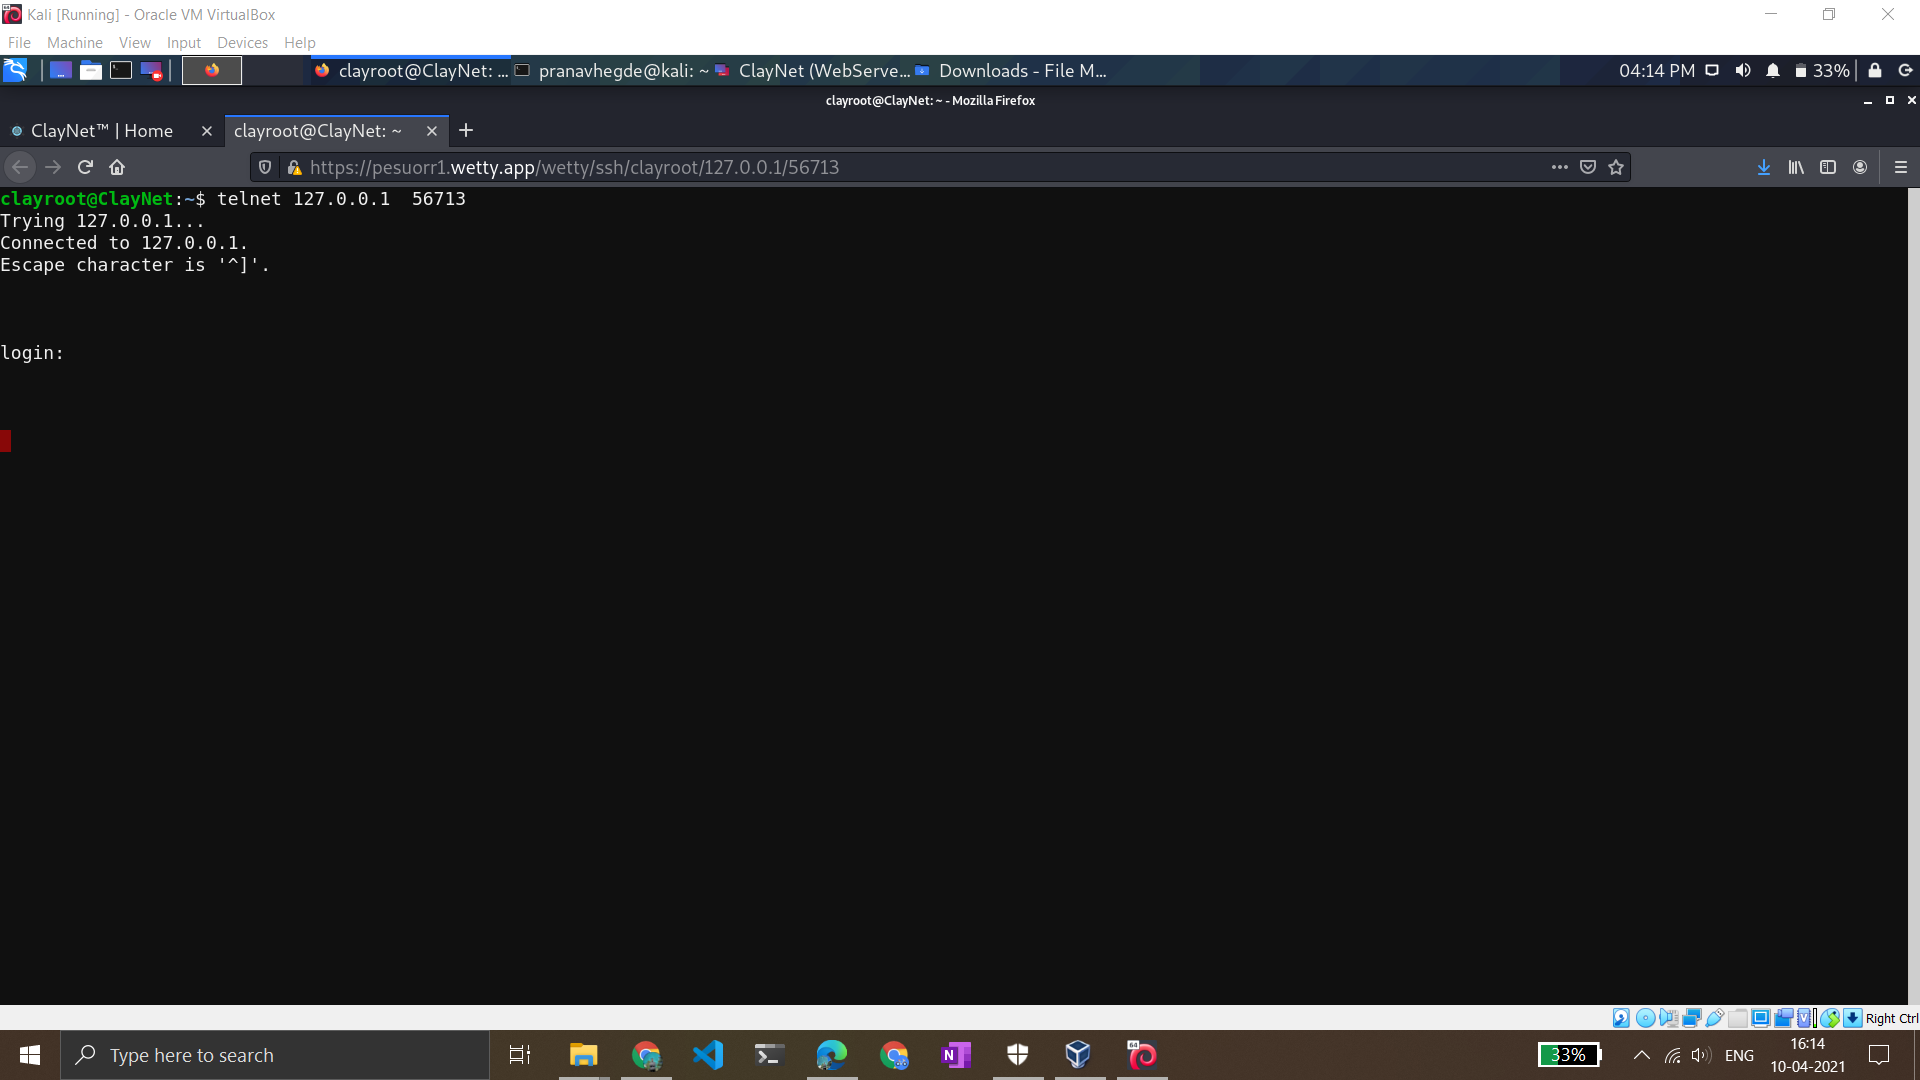 Kali [Running] - Oracle VM VirtualBox
File Machine View Input Devices Help
clayroot@ClayNet: ... pranavhegde@kali: ~ ClayNet (WebServe... Downloads - File M... 04:14 PM 33%
clayroot@ClayNet: ~ - Mozilla Firefox
ClayNet™ | Home clayroot@ClayNet: ~
https://pesuorr1.wetty.app/wetty/ssh/clayroot/127.0.0.1/56713
clayroot@ClayNet:~$ telnet 127.0.0.1  56713
Trying 127.0.0.1...
Connected to 127.0.0.1.
Escape character is '^]'.
login:
Right Ctrl
Type here to search
33%
ENG
16:14
10-04-2021